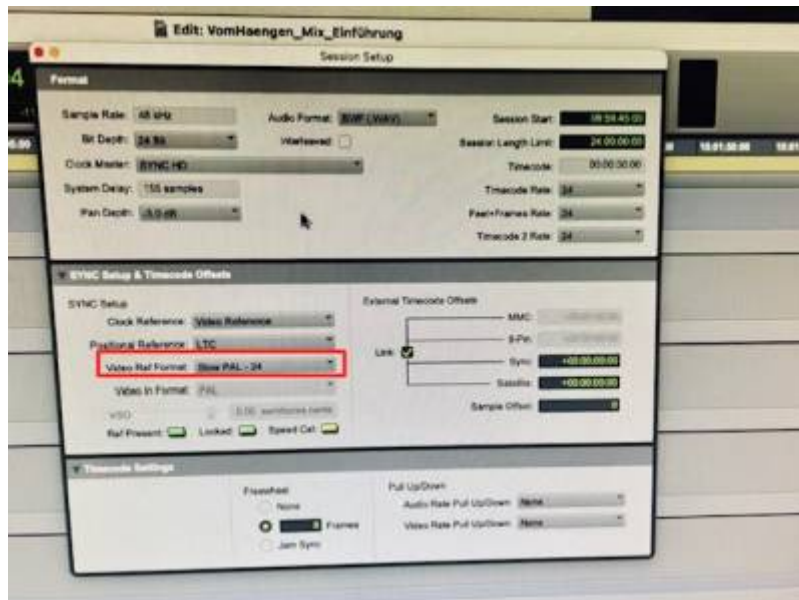 Edit: VomHaengen_Mix_Einführung
Session Setup
Format
Sample Rate: 48 kHz
Audio Format: BWF (.WAV)
Session Start:
Bit Depth: 24 Bit
Interleaved
Session Length Limit: 24:00:00:00
Clock Master: SYNC HD
Timecode: 00:00:30:00
System Delay: 155 samples
Timecode Rate: 24
Pan Depth: -3.0 dB
Feet+Frames Rate: 24
Timecode 2 Rate: 24
SYNC Setup & Timecode Offsets
SYNC Setup
External Timecode Offsets
Clock Reference: Video Reference
MMC:
Positional Reference: LTC
9-Pin:
Video Ref Format: Slow PAL - 24
Link:
Sync: +00:00:00:00
Video In Format: PAL
Satellite: +00:00:00:00
VSO 0.00 semitones cents
Sample Offset: 0
Ref Present: Locked: Speed Cal:
Timecode Settings
Freewheel
Pull Up/Down
None
Audio Rate Pull Up/Down: None
8 Frames
Video Rate Pull Up/Down: None
Jam Sync